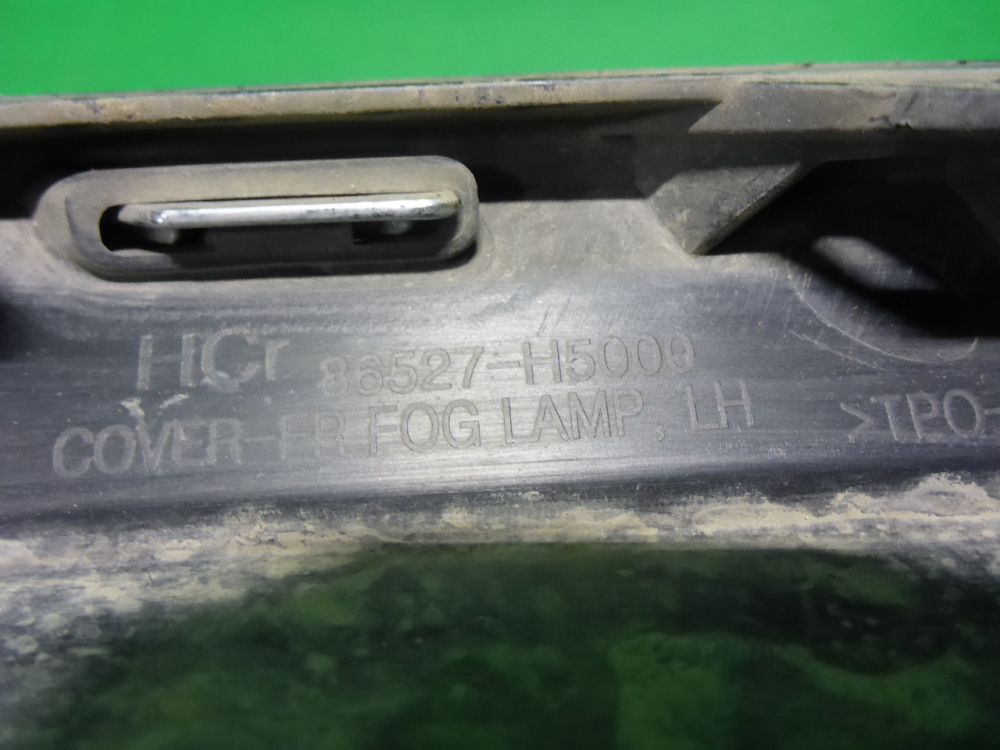 HCr 86527-H5000
COVER-FR FOG LAMP, LH
>TPO-